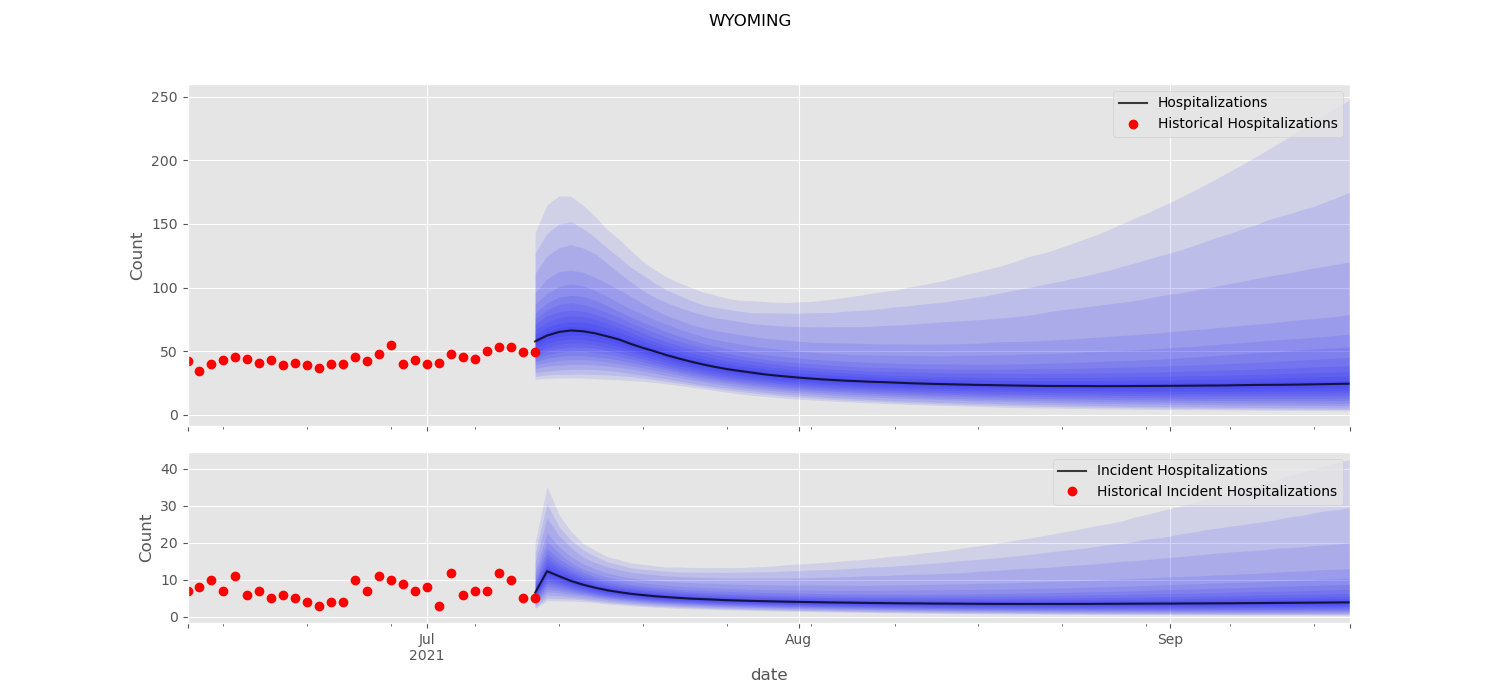 WYOMING
250
200
150
100
50
0
Count
Hospitalizations
Historical Hospitalizations
40
30
20
10
0
Count
Incident Hospitalizations
Historical Incident Hospitalizations
Jul
2021
Aug
Sep
date